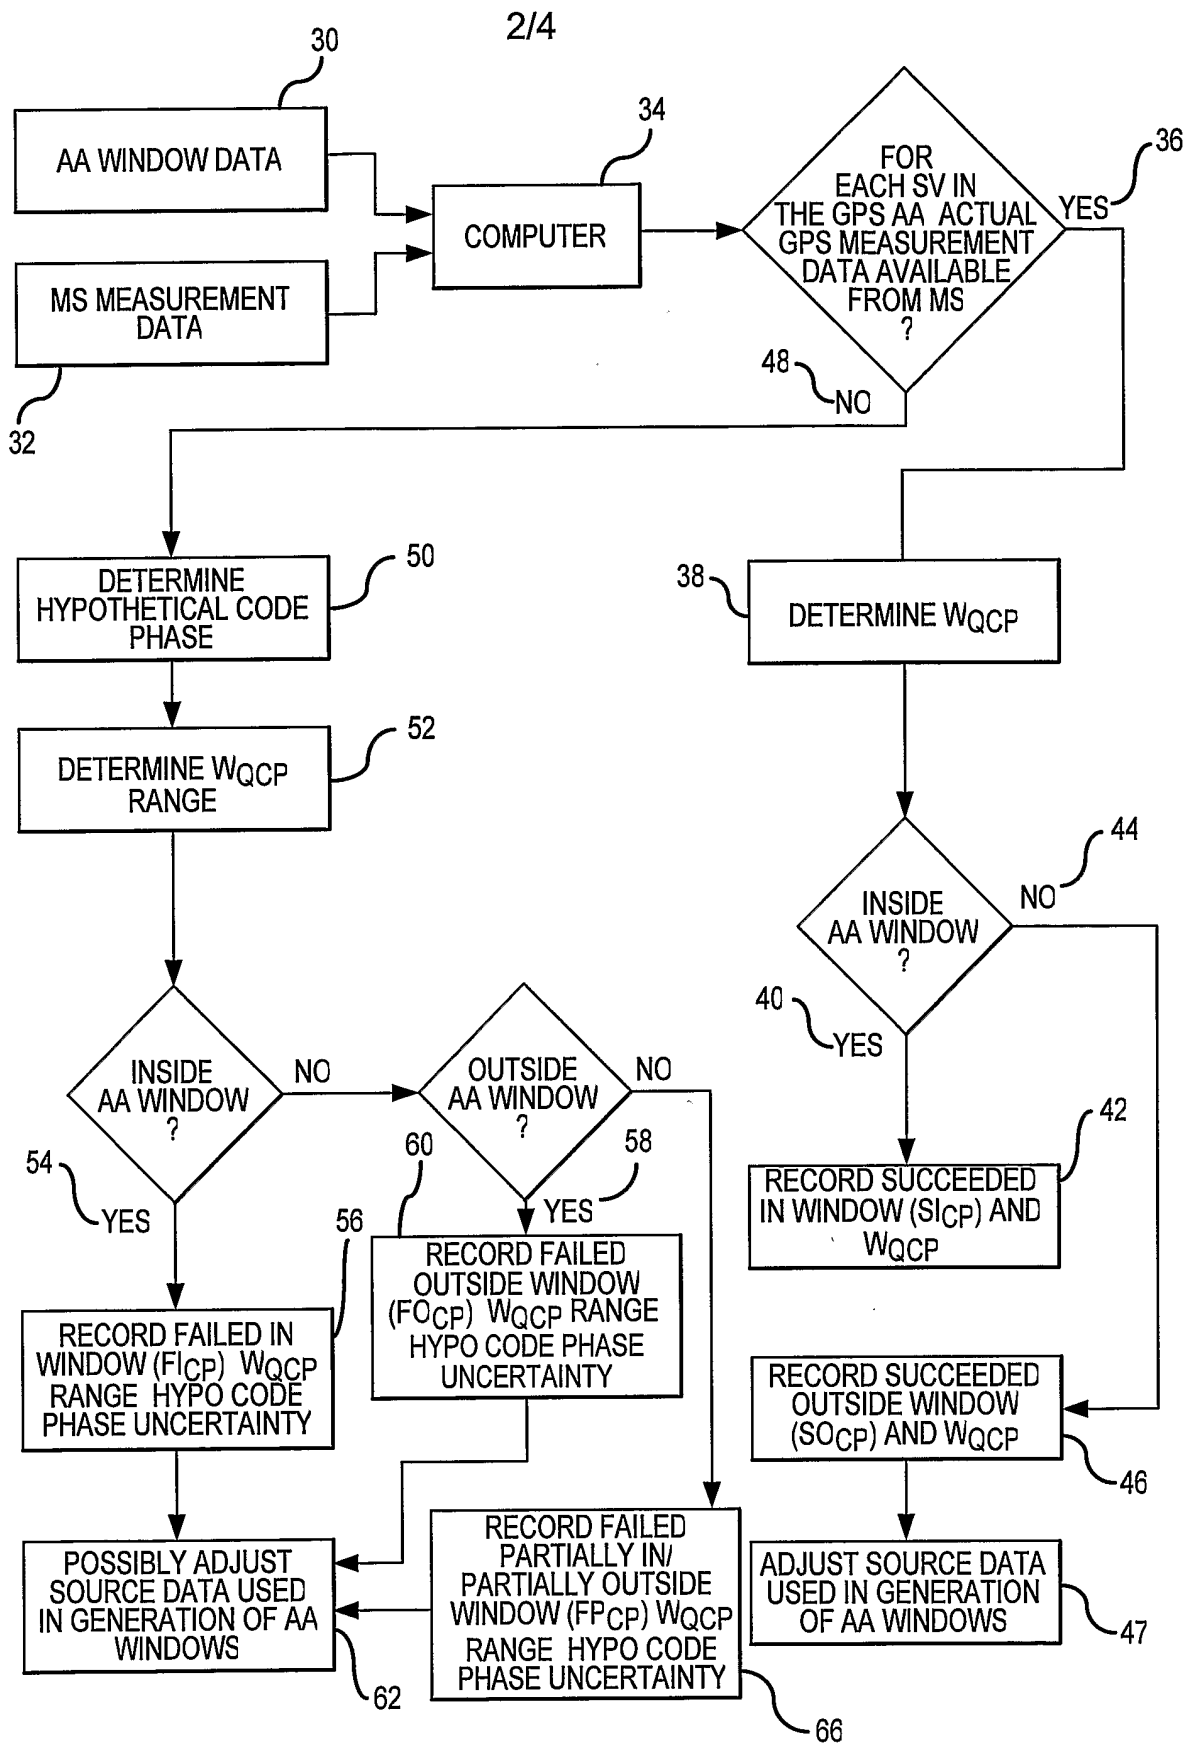 2/4
30
AA WINDOW DATA
34
COMPUTER
MS MEASUREMENT
DATA
32
FOR
EACH SV IN
THE GPS AA ACTUAL
GPS MEASUREMENT
DATA AVAILABLE
FROM MS
?
36
YES
48
NO
DETERMINE
HYPOTHETICAL CODE
PHASE
50
38
DETERMINE WQCP
DETERMINE WQCP
RANGE
52
INSIDE
AA WINDOW
?
44
NO
40
YES
INSIDE
AA WINDOW
?
NO
OUTSIDE
AA WINDOW
?
NO
54
YES
60
58
YES
42
RECORD SUCCEEDED
IN WINDOW (SICP) AND
WQCP
56
RECORD FAILED IN
WINDOW (FICP) WQCP
RANGE HYPO CODE
PHASE UNCERTAINTY
RECORD FAILED
OUTSIDE WINDOW
(FOCP) WQCP RANGE
HYPO CODE PHASE
UNCERTAINTY
RECORD SUCCEEDED
OUTSIDE WINDOW
(SOCP) AND WQCP
46
POSSIBLY ADJUST
SOURCE DATA USED
IN GENERATION OF AA
WINDOWS
62
RECORD FAILED
PARTIALLY IN/
PARTIALLY OUTSIDE
WINDOW (FPCP) WQCP
RANGE HYPO CODE
PHASE UNCERTAINTY
66
ADJUST SOURCE DATA
USED IN GENERATION
OF AA WINDOWS
47